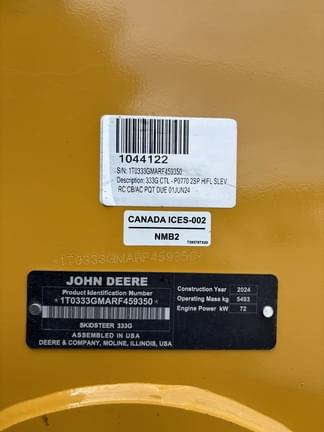 1044122
S/N: 1T0333GMARF459350
Description: 333G CTL - P0770 2SP HIFL SLEV
RC CB/AC PQT DUE 01JUN24
CANADA ICES-002
NMB2
*1T0333GMARF459350*
JOHN DEERE
Product Identification Number
*1T0333GMARF459350*
SKIDSTEER 333G
ASSEMBLED IN USA
DEERE & COMPANY, MOLINE, ILLINOIS, USA
Construction Year 2024
Operating Mass kg 5493
Engine Power kW 72